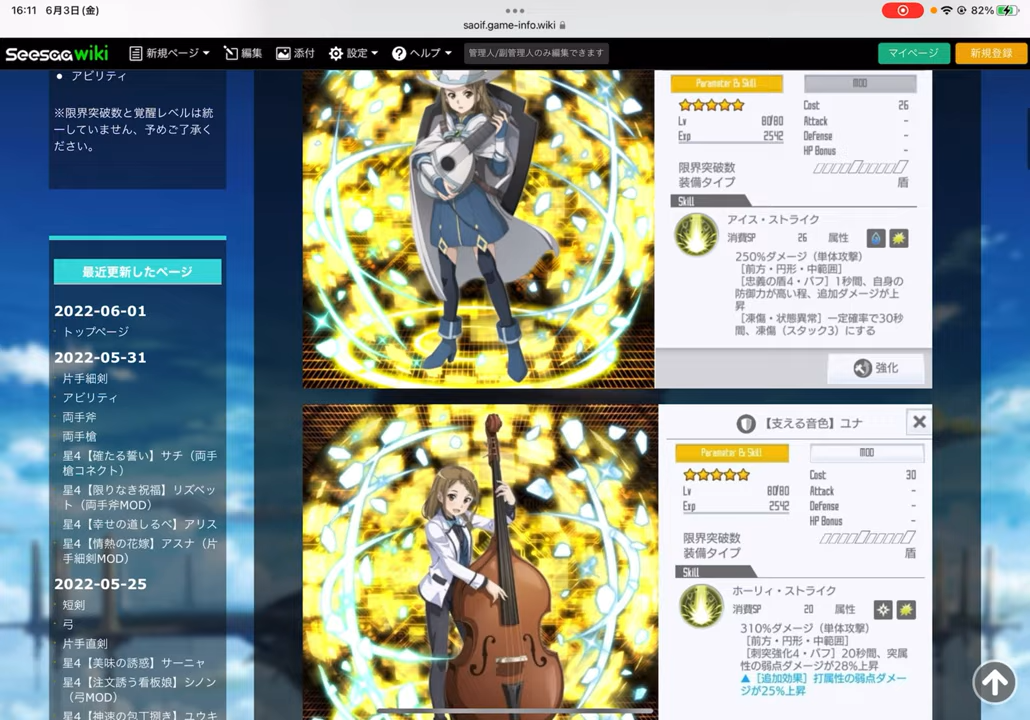 16:11 6月3日(金)
82%
saoif.game-info.wiki
Seesaa wiki 新規ページ 編集 添付 設定 ヘルプ 管理人/副管理人のみ編集できます マイページ 新規登録
アビリティ
※限界突破数と覚醒レベルは統
一していません、予めご了承く
ださい。
最近更新したページ
2022-06-01
トップページ
2022-05-31
片手細剣
アビリティ
両手斧
両手槍
星4【確たる誓い】サチ（両手
槍コネクト）
星4【限りなき祝福】リズベッ
ト（両手斧MOD）
星4【幸せの道しるべ】アリス
星4【情熱の花嫁】アスナ（片
手細剣MOD）
2022-05-25
短剣
弓
片手直剣
星4【美味の誘惑】サーニャ
星4【注文誘う看板娘】シノン
（弓MOD）
星4【神速の包丁捌き】ユウキ
Parameter & Skill MOD
Lv 80/80
Exp 2542
Cost 26
Attack -
Defense -
HP Bonus -
限界突破数
装備タイプ 盾
Skill
アイス・ストライク
消費SP 26 属性
250%ダメージ（単体攻撃）
［前方・円形・中範囲］
［忠義の盾4・バフ］1秒間、自身の
防御力が高い程、追加ダメージが上
昇
［凍傷・状態異常］一定確率で30秒
間、凍傷（スタック3）にする
強化
【支える音色】ユナ
Parameter & Skill MOD
Lv 80/80
Exp 2542
Cost 30
Attack -
Defense -
HP Bonus -
限界突破数
装備タイプ 盾
Skill
ホーリィ・ストライク
消費SP 20 属性
310%ダメージ（単体攻撃）
［前方・円形・中範囲］
［刺突強化4・バフ］20秒間、突属
性の弱点ダメージが28%上昇
▲［追加効果］打属性の弱点ダメー
ジが25%上昇